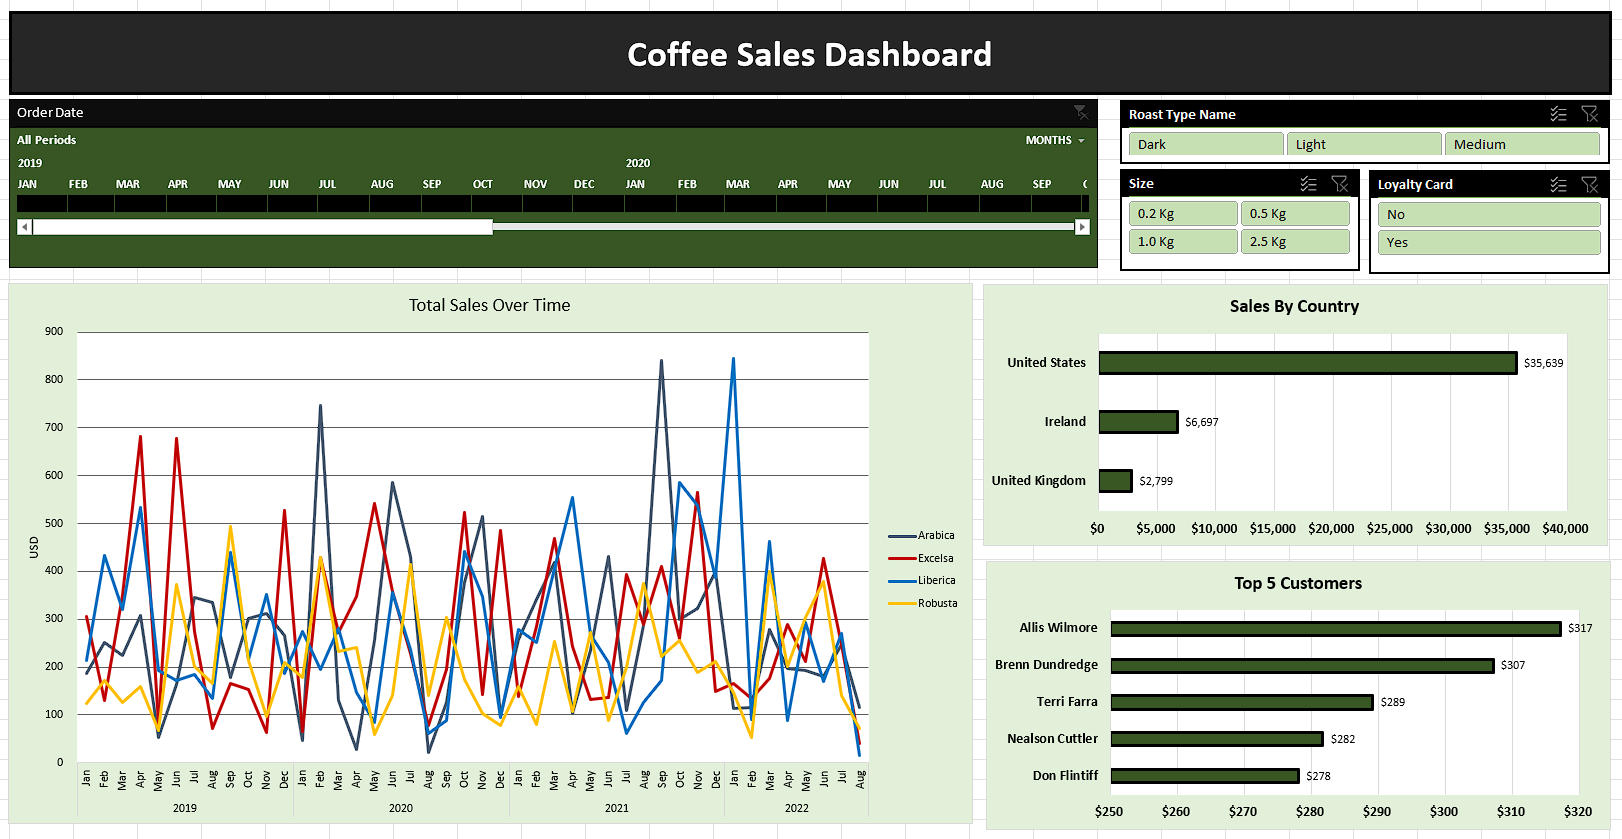 Coffee Sales Dashboard
Order Date
All Periods
MONTHS
2019 2020
JAN FEB MAR APR MAY JUN JUL AUG SEP OCT NOV DEC JAN FEB MAR APR MAY JUN JUL AUG SEP
Roast Type Name
Dark Light Medium
Size
0.2 Kg 0.5 Kg
1.0 Kg 2.5 Kg
Loyalty Card
No
Yes
Total Sales Over Time
900
800
700
600
500
400
300
200
100
0
USD
Jan Feb Mar Apr May Jun Jul Aug Sep Oct Nov Dec Jan Feb Mar Apr May Jun Jul Aug Sep Oct Nov Dec Jan Feb Mar Apr May Jun Jul Aug Sep Oct Nov Dec Jan Feb Mar Apr May Jun Jul Aug
2019 2020 2021 2022
Arabica
Excelsa
Liberica
Robusta
Sales By Country
United States $35,639
Ireland $6,697
United Kingdom $2,799
$0 $5,000 $10,000 $15,000 $20,000 $25,000 $30,000 $35,000 $40,000
Top 5 Customers
Allis Wilmore $317
Brenn Dundredge $307
Terri Farra $289
Nealson Cuttler $282
Don Flintiff $278
$250 $260 $270 $280 $290 $300 $310 $320